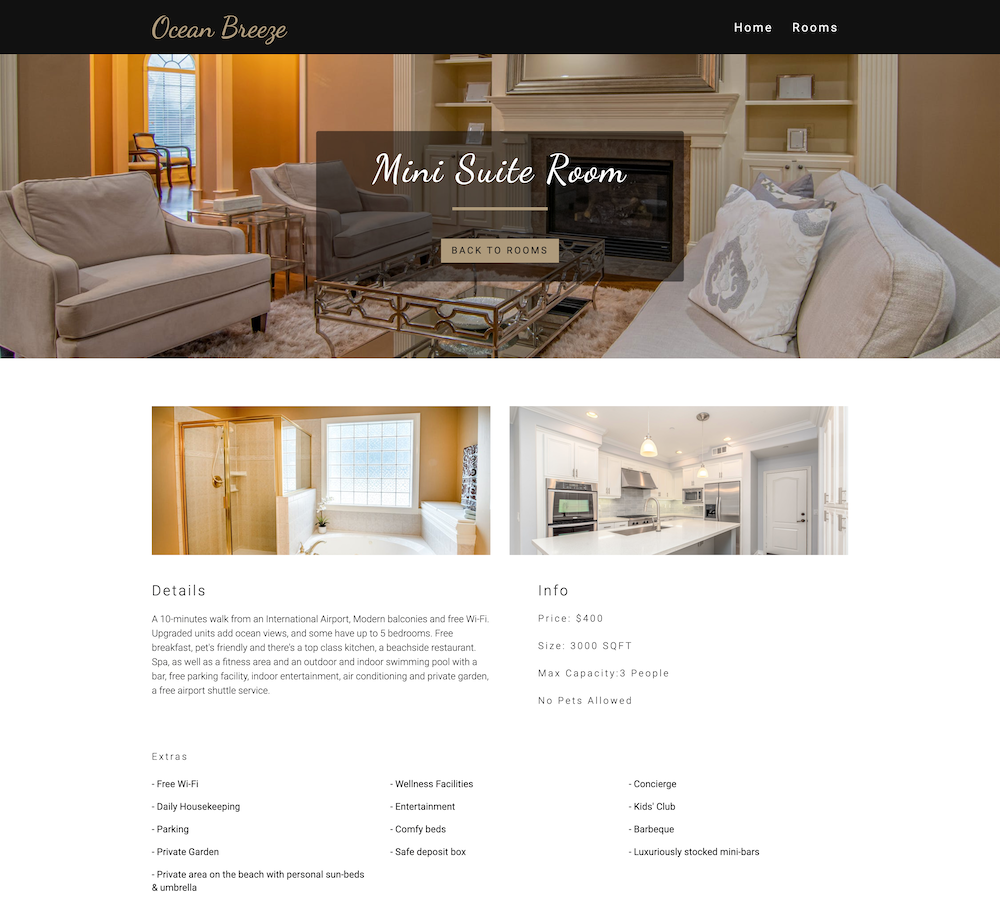 Ocean Breeze
Home Rooms
Mini Suite Room
BACK TO ROOMS
Details
A 10-minutes walk from an International Airport, Modern balconies and free Wi-Fi.
Upgraded units add ocean views, and some have up to 5 bedrooms. Free
breakfast, pet's friendly and there's a top class kitchen, a beachside restaurant.
Spa, as well as a fitness area and an outdoor and indoor swimming pool with a
bar, free parking facility, indoor entertainment, air conditioning and private garden,
a free airport shuttle service.
Info
Price: $400
Size: 3000 SQFT
Max Capacity:3 People
No Pets Allowed
Extras
- Free Wi-Fi
- Wellness Facilities
- Concierge
- Daily Housekeeping
- Entertainment
- Kids' Club
- Parking
- Comfy beds
- Barbeque
- Private Garden
- Safe deposit box
- Luxuriously stocked mini-bars
- Private area on the beach with personal sun-beds
& umbrella